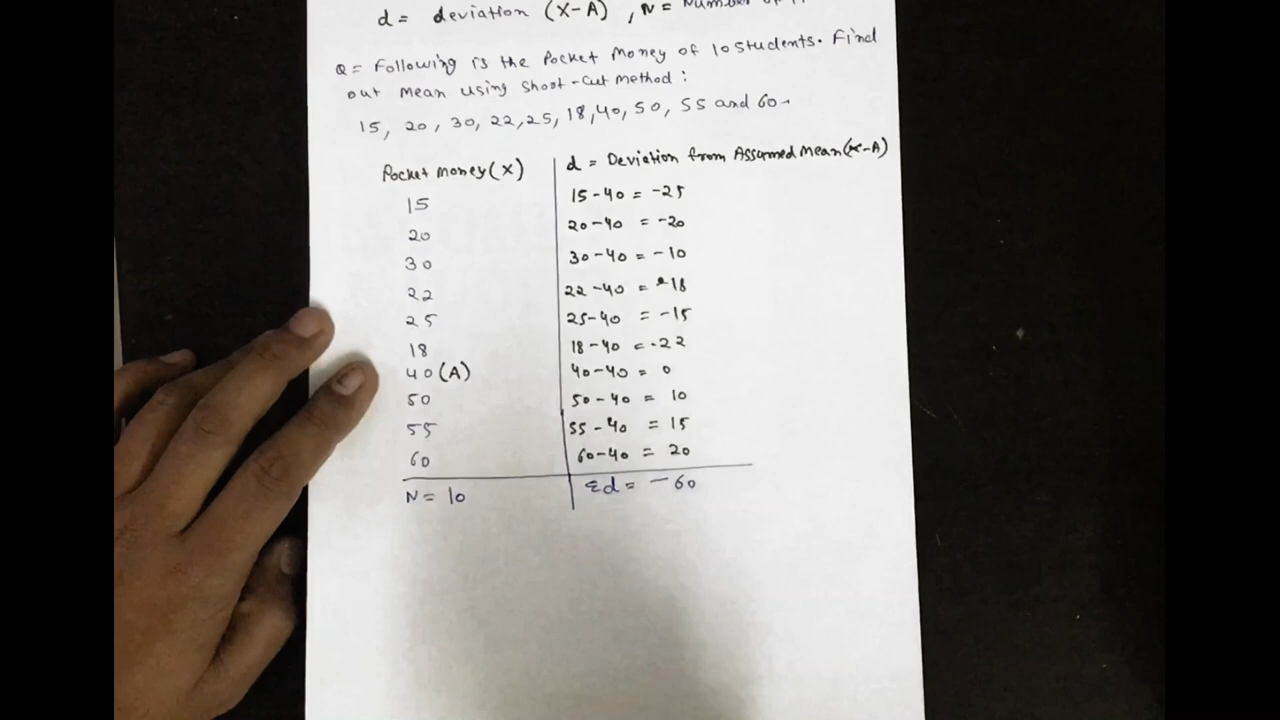 d = deviation (X-A) , N = Number of
Q = Following is the Pocket Money of 10 Students. Find
out mean using Shoot-Cut Method :
15, 20, 30, 22, 25, 18, 40, 50, 55 and 60.
Pocket Money (X) d = Deviation from Assumed Mean (X-A)
15 15-40 = -25
20 20-40 = -20
30 30-40 = -10
22 22-40 = -18
25 25-40 = -15
18 18-40 = -22
40 (A) 40-40 = 0
50 50-40 = 10
55 55-40 = 15
60 60-40 = 20
N = 10 Σd = -60